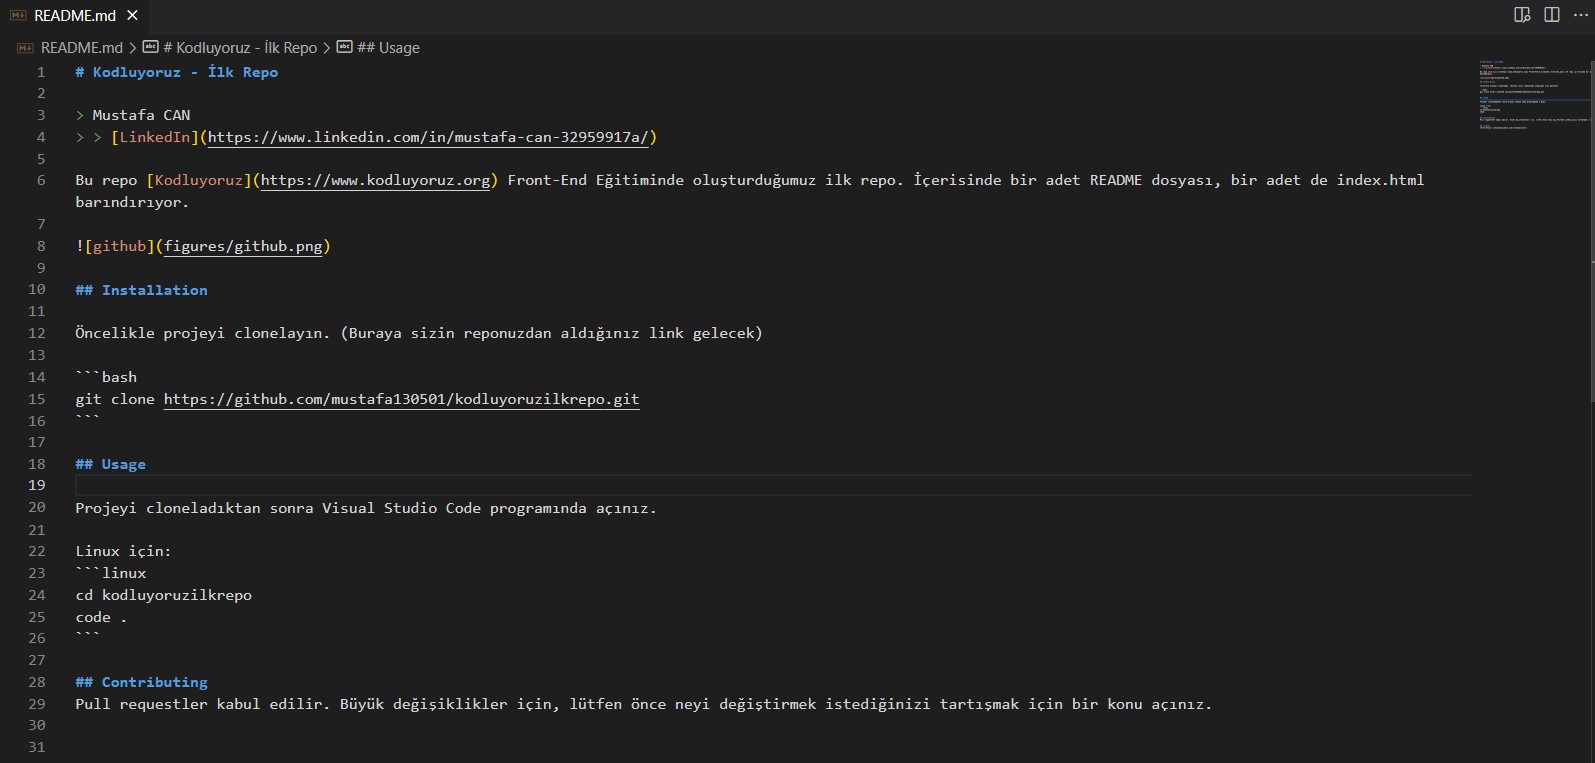 README.md
README.md > # Kodluyoruz - İlk Repo > ## Usage
1 # Kodluyoruz - İlk Repo
2
3 > Mustafa CAN
4 > > [LinkedIn](https://www.linkedin.com/in/mustafa-can-32959917a/)
5
6 Bu repo [Kodluyoruz](https://www.kodluyoruz.org) Front-End Eğitiminde oluşturduğumuz ilk repo. İçerisinde bir adet README dosyası, bir adet de index.html
barındırıyor.
7
8 ![github](figures/github.png)
9
10 ## Installation
11
12 Öncelikle projeyi clonelayın. (Buraya sizin reponuzdan aldığınız link gelecek)
13
14 ```bash
15 git clone https://github.com/mustafa130501/kodluyoruzilkrepo.git
16 ```
17
18 ## Usage
19
20 Projeyi cloneladıktan sonra Visual Studio Code programında açınız.
21
22 Linux için:
23 ```linux
24 cd kodluyoruzilkrepo
25 code .
26 ```
27
28 ## Contributing
29 Pull requestler kabul edilir. Büyük değişiklikler için, lütfen önce neyi değiştirmek istediğinizi tartışmak için bir konu açınız.
30
31